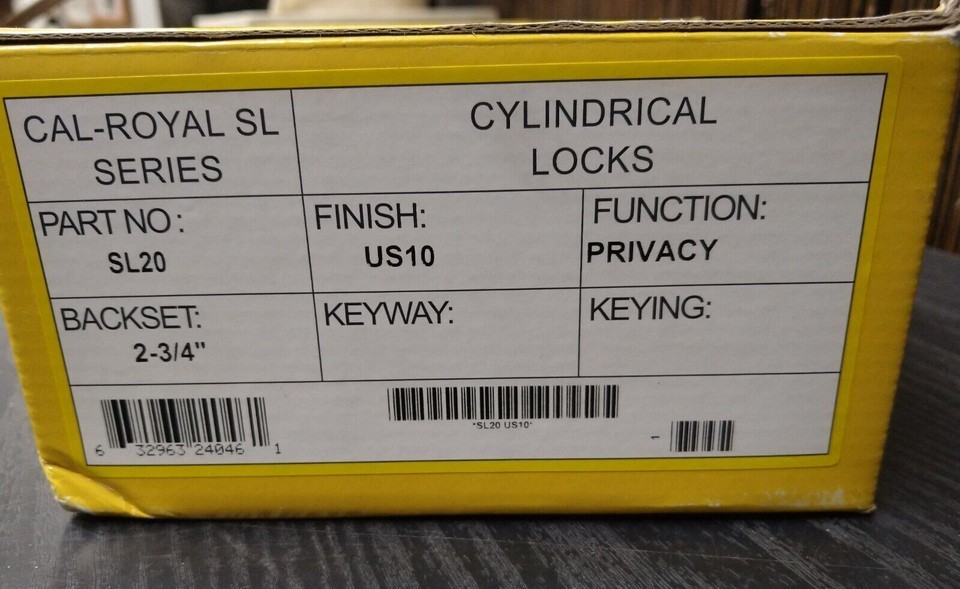 CAL-ROYAL SL
SERIES
CYLINDRICAL
LOCKS
PART NO :
SL20
FINISH:
US10
FUNCTION:
PRIVACY
BACKSET:
2-3/4"
KEYWAY:
KEYING:
6 32963 24046 1
*SL20 US10*
1